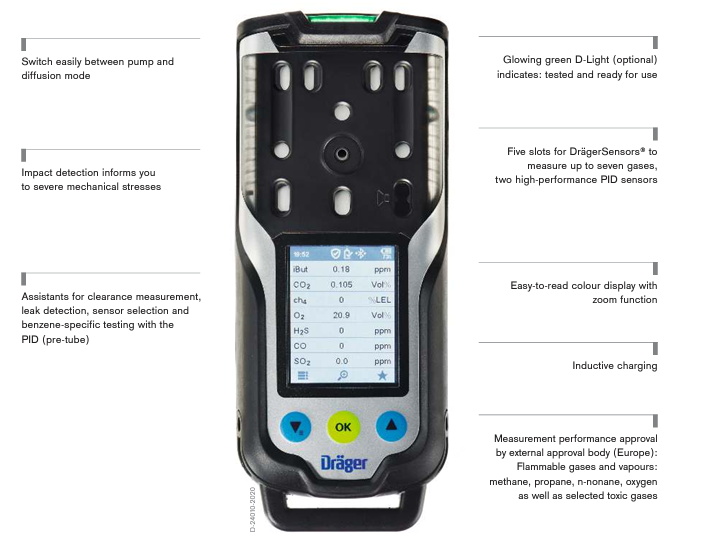 Switch easily between pump and
diffusion mode
Impact detection informs you
to severe mechanical stresses
Assistants for clearance measurement,
leak detection, sensor selection and
benzene-specific testing with the
PID (pre-tube)
iBut 0.18 ppm
CO₂ 0.105 Vol%
ch₄ 0 %LEL
O₂ 20.9 Vol%
H₂S 0 ppm
CO 0 ppm
SO₂ 0.0 ppm
OK
Dräger
D-24010-2020
Glowing green D-Light (optional)
indicates: tested and ready for use
Five slots for DrägerSensors® to
measure up to seven gases,
two high-performance PID sensors
Easy-to-read colour display with
zoom function
Inductive charging
Measurement performance approval
by external approval body (Europe):
Flammable gases and vapours:
methane, propane, n-nonane, oxygen
as well as selected toxic gases